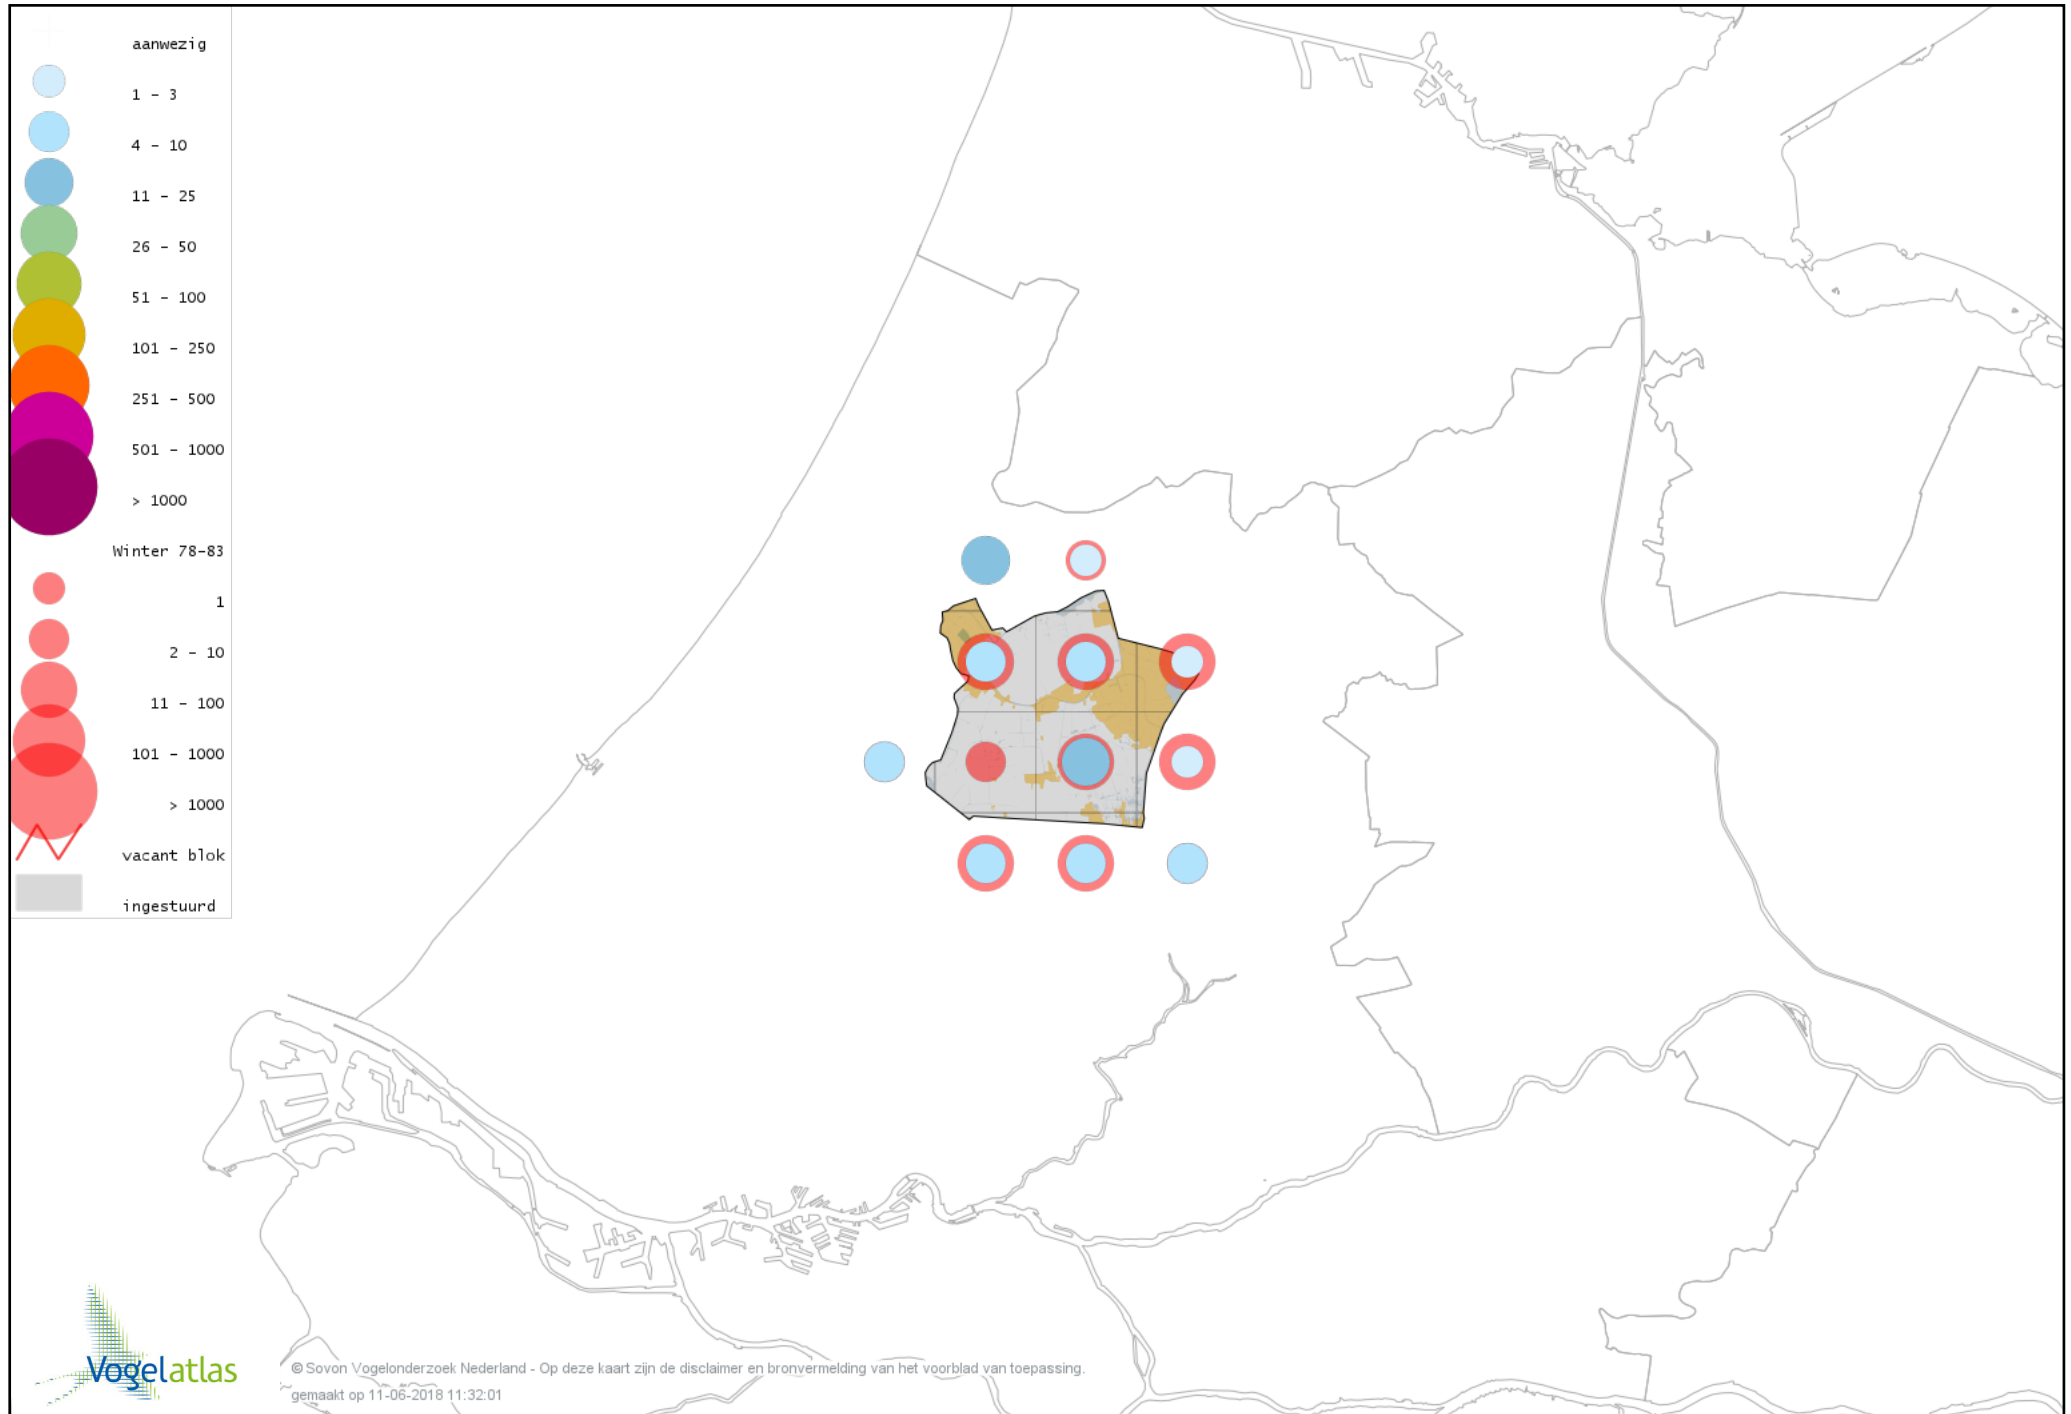 aanwezig
1 - 3
4 - 10
11 - 25
26 - 50
51 - 100
101 - 250
251 - 500
501 - 1000
> 1000
Winter 78-83
1
2 - 10
11 - 100
101 - 1000
> 1000
vacant blok
ingestuurd
Vogelatlas
© Sovon Vogelonderzoek Nederland - Op deze kaart zijn de disclaimer en bronvermelding van het voorblad van toepassing.
gemaakt op 11-06-2018 11:32:01